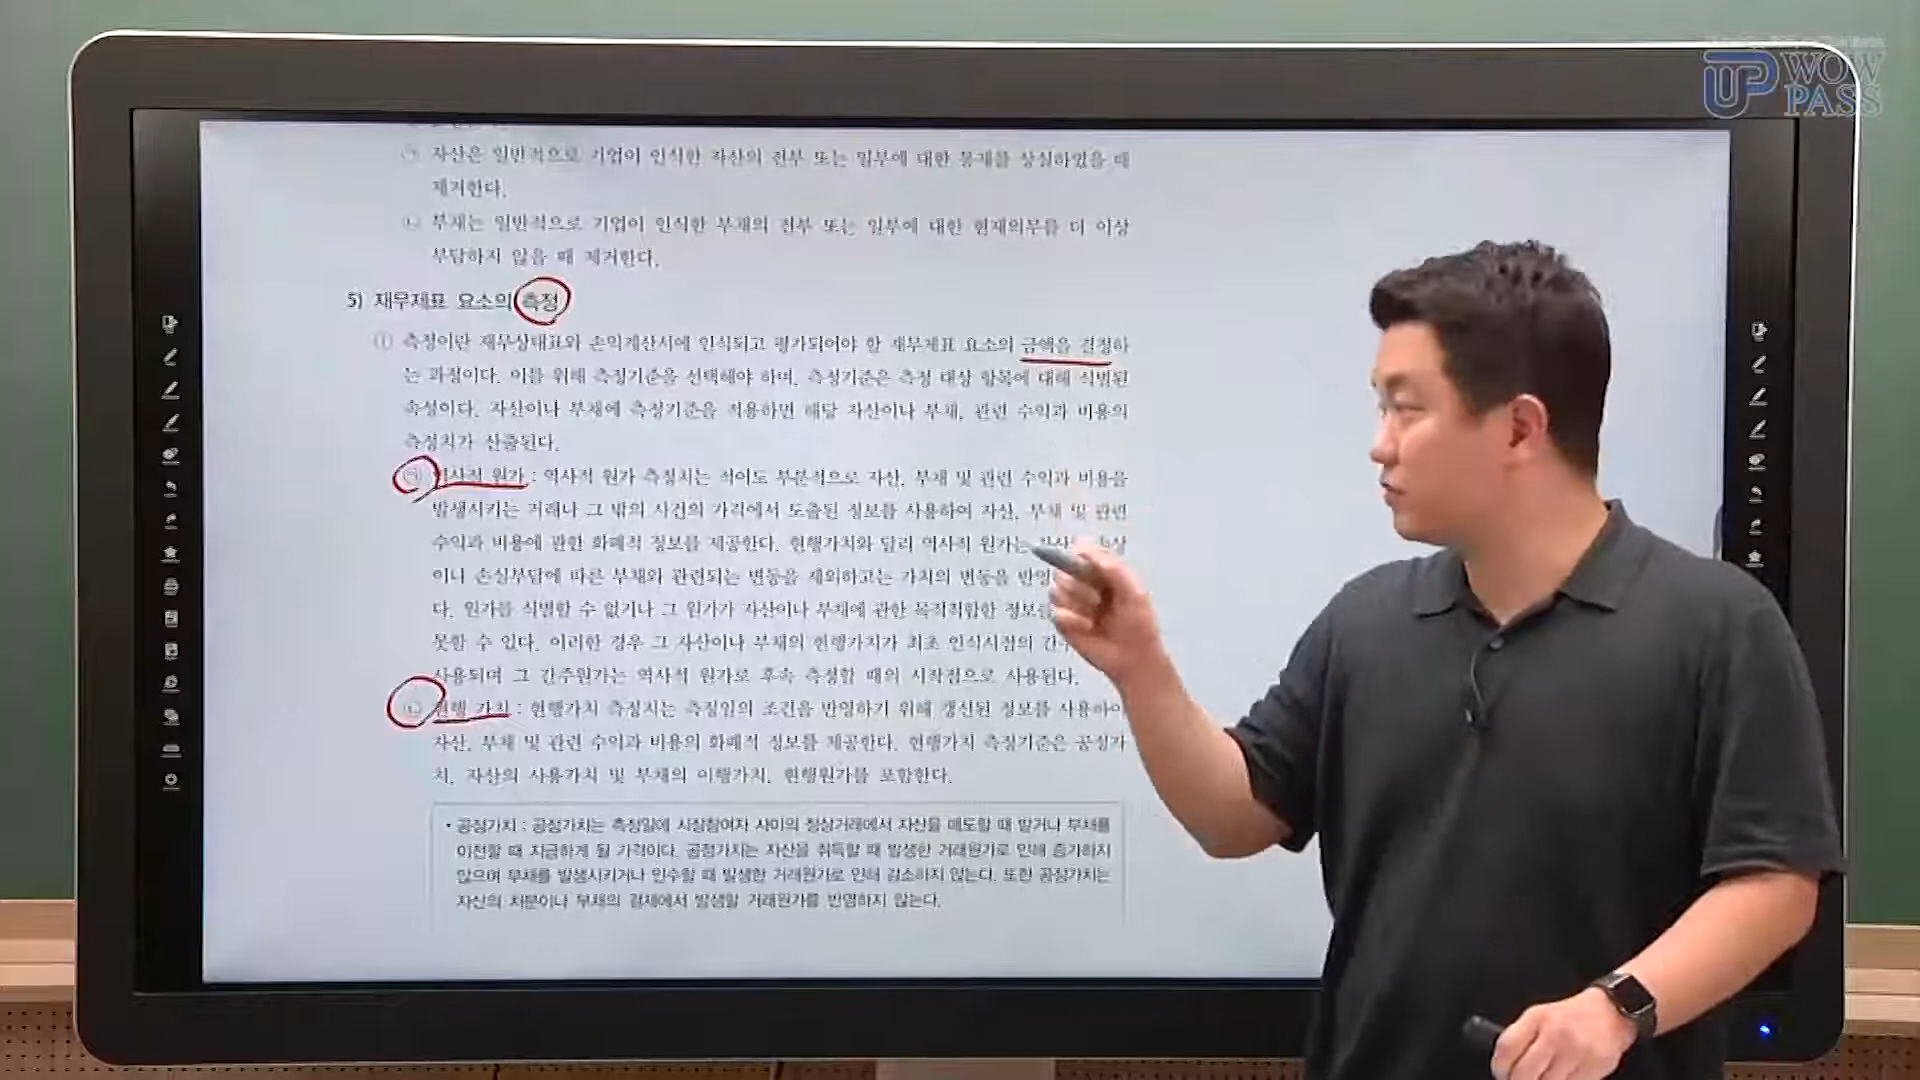 WOW
PASS
㉠ 자산은 일반적으로 기업이 인식한 자산의 전부 또는 일부에 대한 통제를 상실하였을 때
제거한다.
㉡ 부채는 일반적으로 기업이 인식한 부채의 전부 또는 일부에 대한 현재의무를 더 이상
부담하지 않을 때 제거한다.
5) 재무제표 요소의 측정
① 측정이란 재무상태표와 손익계산서에 인식되고 평가되어야 할 재무제표 요소의 금액을 결정하
는 과정이다. 이를 위해 측정기준을 선택해야 하며, 측정기준은 측정 대상 항목에 대해 식별된
속성이다. 자산이나 부채에 측정기준을 적용하면 해당 자산이나 부채, 관련 수익과 비용의
측정치가 산출된다.
㉠ 역사적 원가 : 역사적 원가 측정치는 적어도 부분적으로 자산, 부채 및 관련 수익과 비용을
발생시키는 거래나 그 밖의 사건의 가격에서 도출된 정보를 사용하여 자산, 부채 및 관련
수익과 비용에 관한 화폐적 정보를 제공한다. 현행가치와 달리 역사적 원가는
이나 손실부담에 따른 부채와 관련되는 변동을 제외하고는 가치의 변동을
다. 원가를 식별할 수 없거나 그 원가가 자산이나 부채에 관한 목적적합한 정보를
못할 수 있다. 이러한 경우 그 자산이나 부채의 현행가치가 최초 인식시점의
사용되며 그 간주원가는 역사적 원가로 후속 측정할 때의 시작점으로 사용된다.
㉡ 현행 가치 : 현행가치 측정치는 측정일의 조건을 반영하기 위해 갱신된 정보를 사용하여
자산, 부채 및 관련 수익과 비용의 화폐적 정보를 제공한다. 현행가치 측정기준은 공정가
치, 자산의 사용가치 및 부채의 이행가치, 현행원가를 포함한다.
• 공정가치 : 공정가치는 측정일에 시장참여자 사이의 정상거래에서 자산을 매도할 때 받거나 부채를
이전할 때 지급하게 될 가격이다. 공정가치는 자산을 취득할 때 발생한 거래원가로 인해 증가하지
않으며 부채를 발생시키거나 인수할 때 발생한 거래원가로 인해 감소하지 않는다. 또한 공정가치는
자산의 처분이나 부채의 결제에서 발생할 거래원가를 반영하지 않는다.